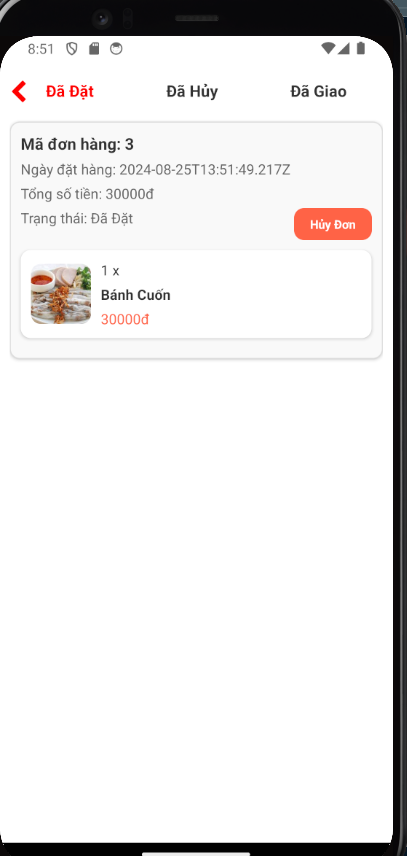 8:51
Đã Đặt Đã Hủy Đã Giao
Mã đơn hàng: 3
Ngày đặt hàng: 2024-08-25T13:51:49.217Z
Tổng số tiền: 30000đ
Trạng thái: Đã Đặt
Hủy Đơn
1 x
Bánh Cuốn
30000đ